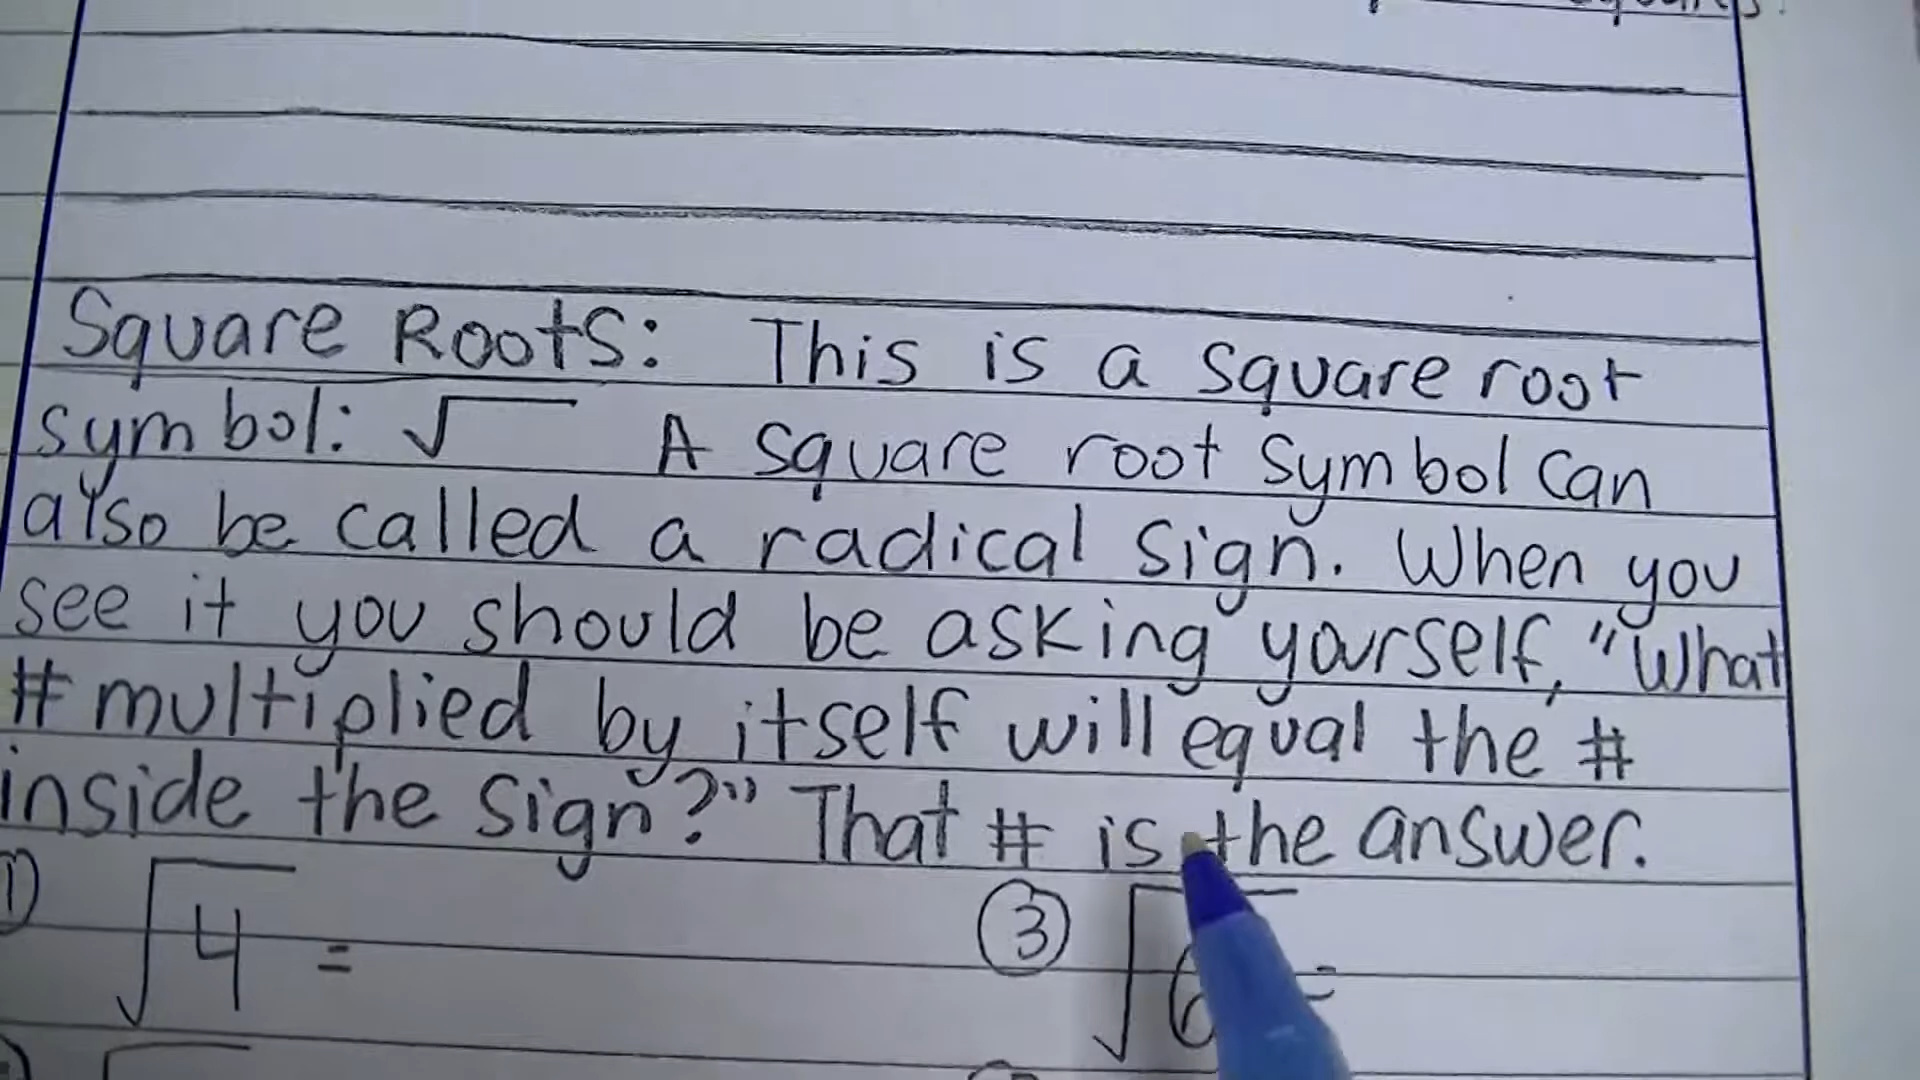 Square Roots: This is a square root
symbol: √ A square root symbol can
also be called a radical sign. When you
see it you should be asking yourself, "What
# multiplied by itself will equal the #
inside the sign?" That # is the answer.
1) √4 =
3 √6 =